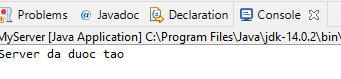 Problems @ Javadoc Declaration Console
MyServer [Java Application] C:\Program Files\Java\jdk-14.0.2\bin\
Server da duoc tao